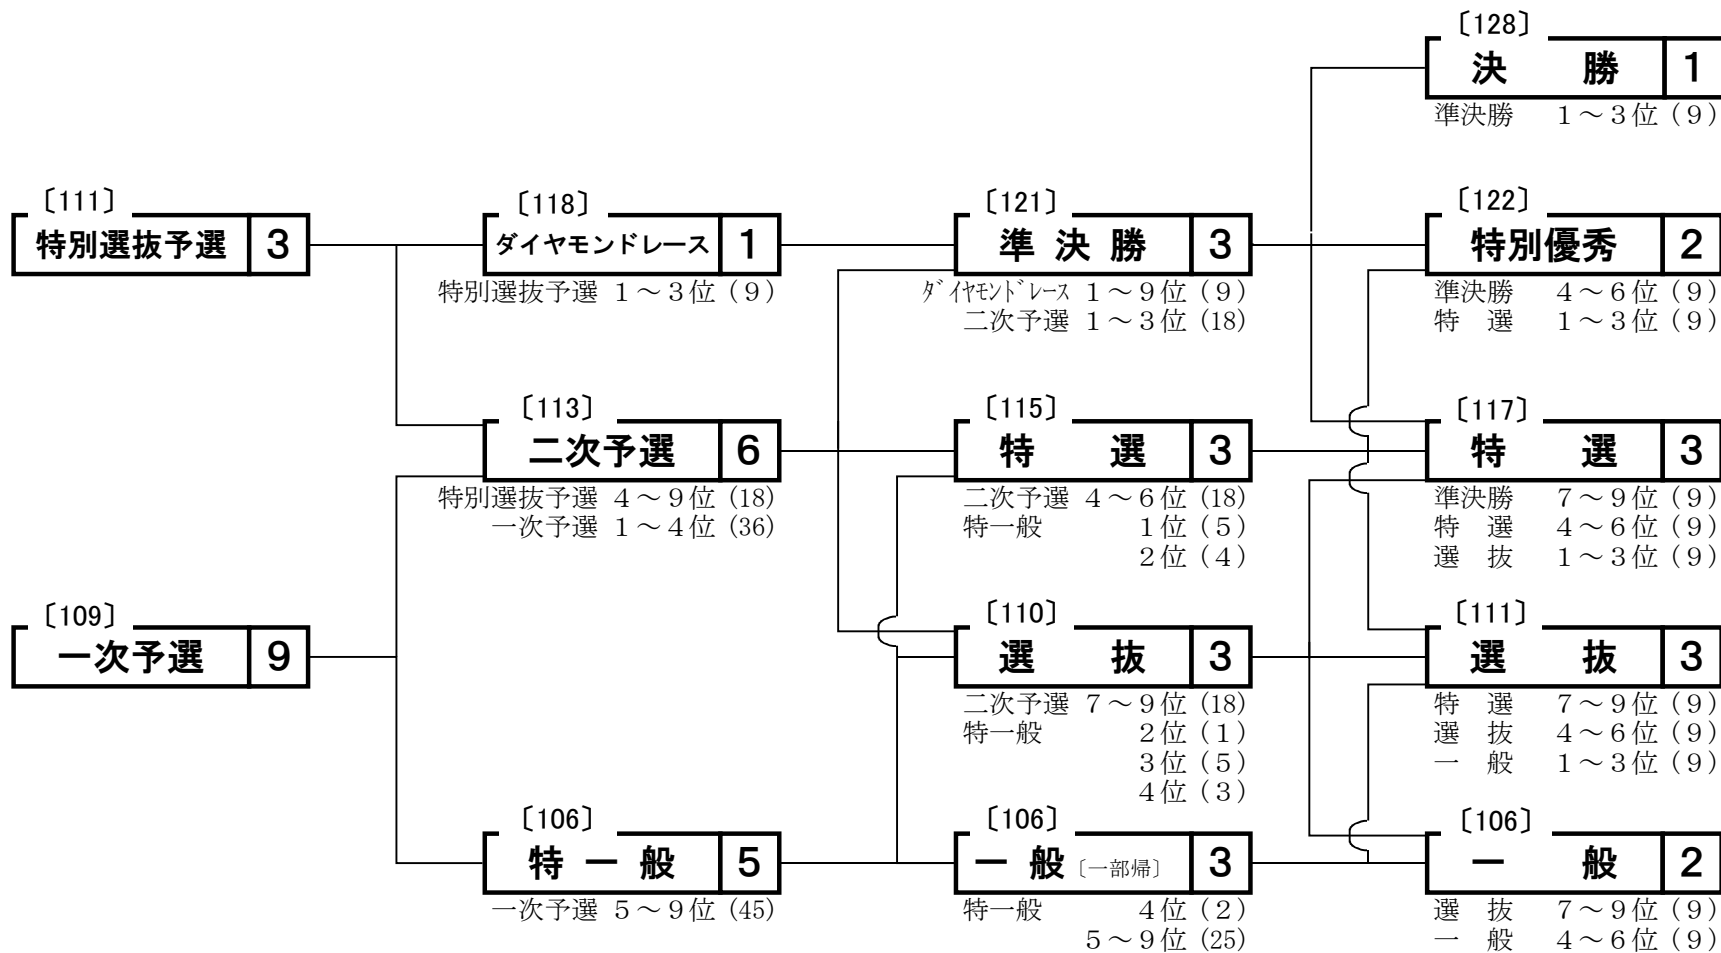 〔111〕
特別選抜予選 3
〔109〕
一次予選 9
〔118〕
ダイヤモンドレース 1
特別選抜予選 1～3位 (9)
〔113〕
二次予選 6
特別選抜予選 4～9位 (18)
一次予選 1～4位 (36)
〔106〕
特一般 5
一次予選 5～9位 (45)
〔121〕
準決勝 3
ダイヤモンドレース 1～9位 (9)
二次予選 1～3位 (18)
〔115〕
特選 3
二次予選 4～6位 (18)
特一般 1位 (5)
2位 (4)
〔110〕
選抜 3
二次予選 7～9位 (18)
特一般 2位 (1)
3位 (5)
4位 (3)
〔106〕
一般〔一部帰〕 3
特一般 4位 (2)
5～9位 (25)
〔128〕
決勝 1
準決勝 1～3位 (9)
〔122〕
特別優秀 2
準決勝 4～6位 (9)
特選 1～3位 (9)
〔117〕
特選 3
準決勝 7～9位 (9)
特選 4～6位 (9)
選抜 1～3位 (9)
〔111〕
選抜 3
特選 7～9位 (9)
選抜 4～6位 (9)
一般 1～3位 (9)
〔106〕
一般 2
選抜 7～9位 (9)
一般 4～6位 (9)